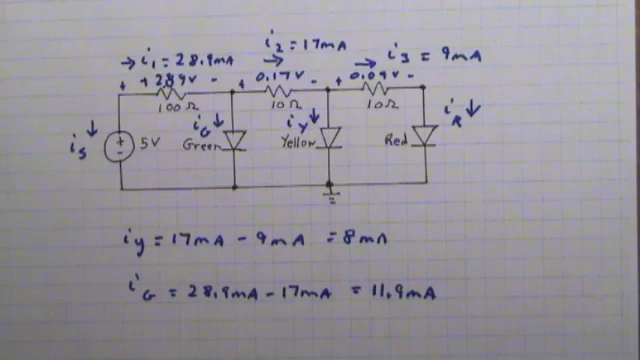 i2 = 17mA
→ i1 = 28.9mA → → i3 = 9mA
+ + 2.89V - + 0.17V - + 0.09V -
100Ω 10Ω 10Ω
is ↓ iG ↓ iY ↓ iR ↓
+ - 5V Green Yellow Red
iy = 17mA - 9mA = 8mA
iG = 28.9mA - 17mA = 11.9mA